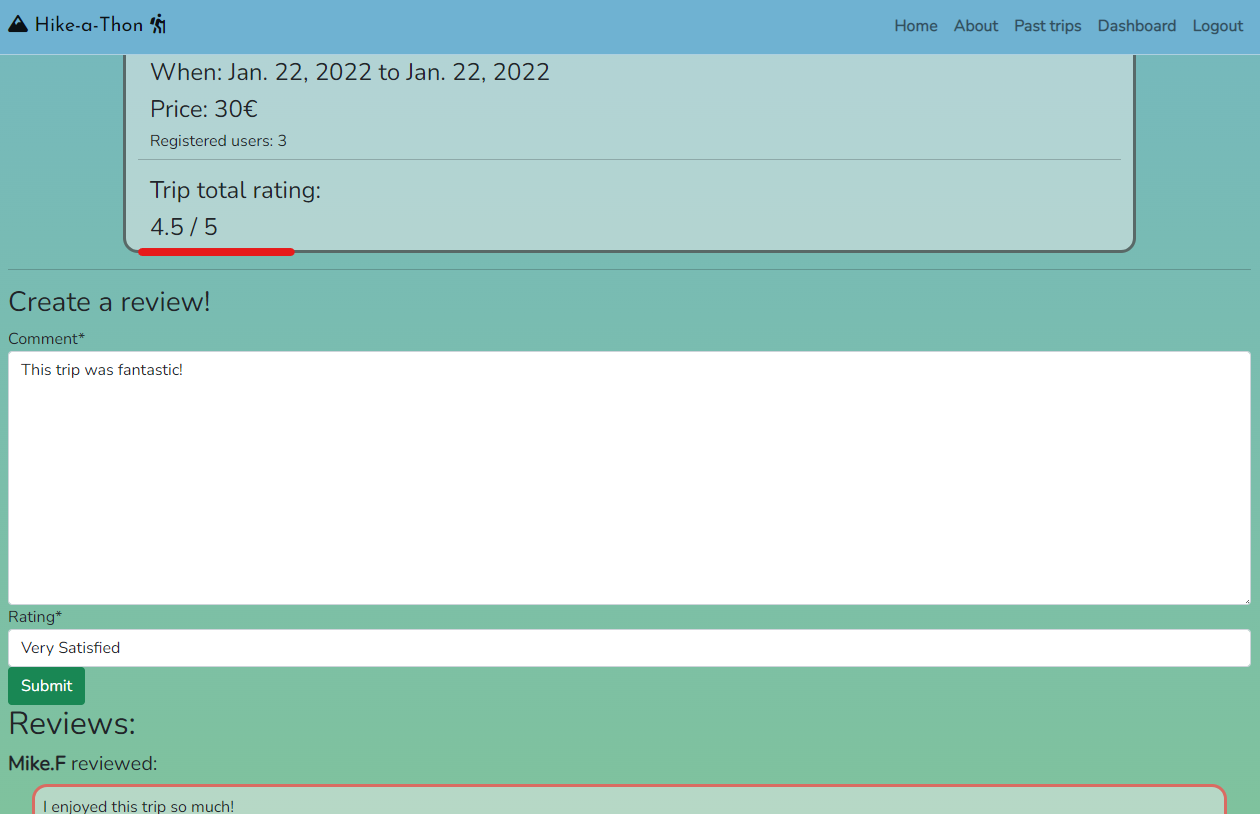 Hike-a-Thon
Home About Past trips Dashboard Logout
When: Jan. 22, 2022 to Jan. 22, 2022
Price: 30€
Registered users: 3
Trip total rating:
4.5 / 5
Create a review!
Comment*
This trip was fantastic!
Rating*
Very Satisfied
Submit
Reviews:
Mike.F reviewed:
I enjoyed this trip so much!